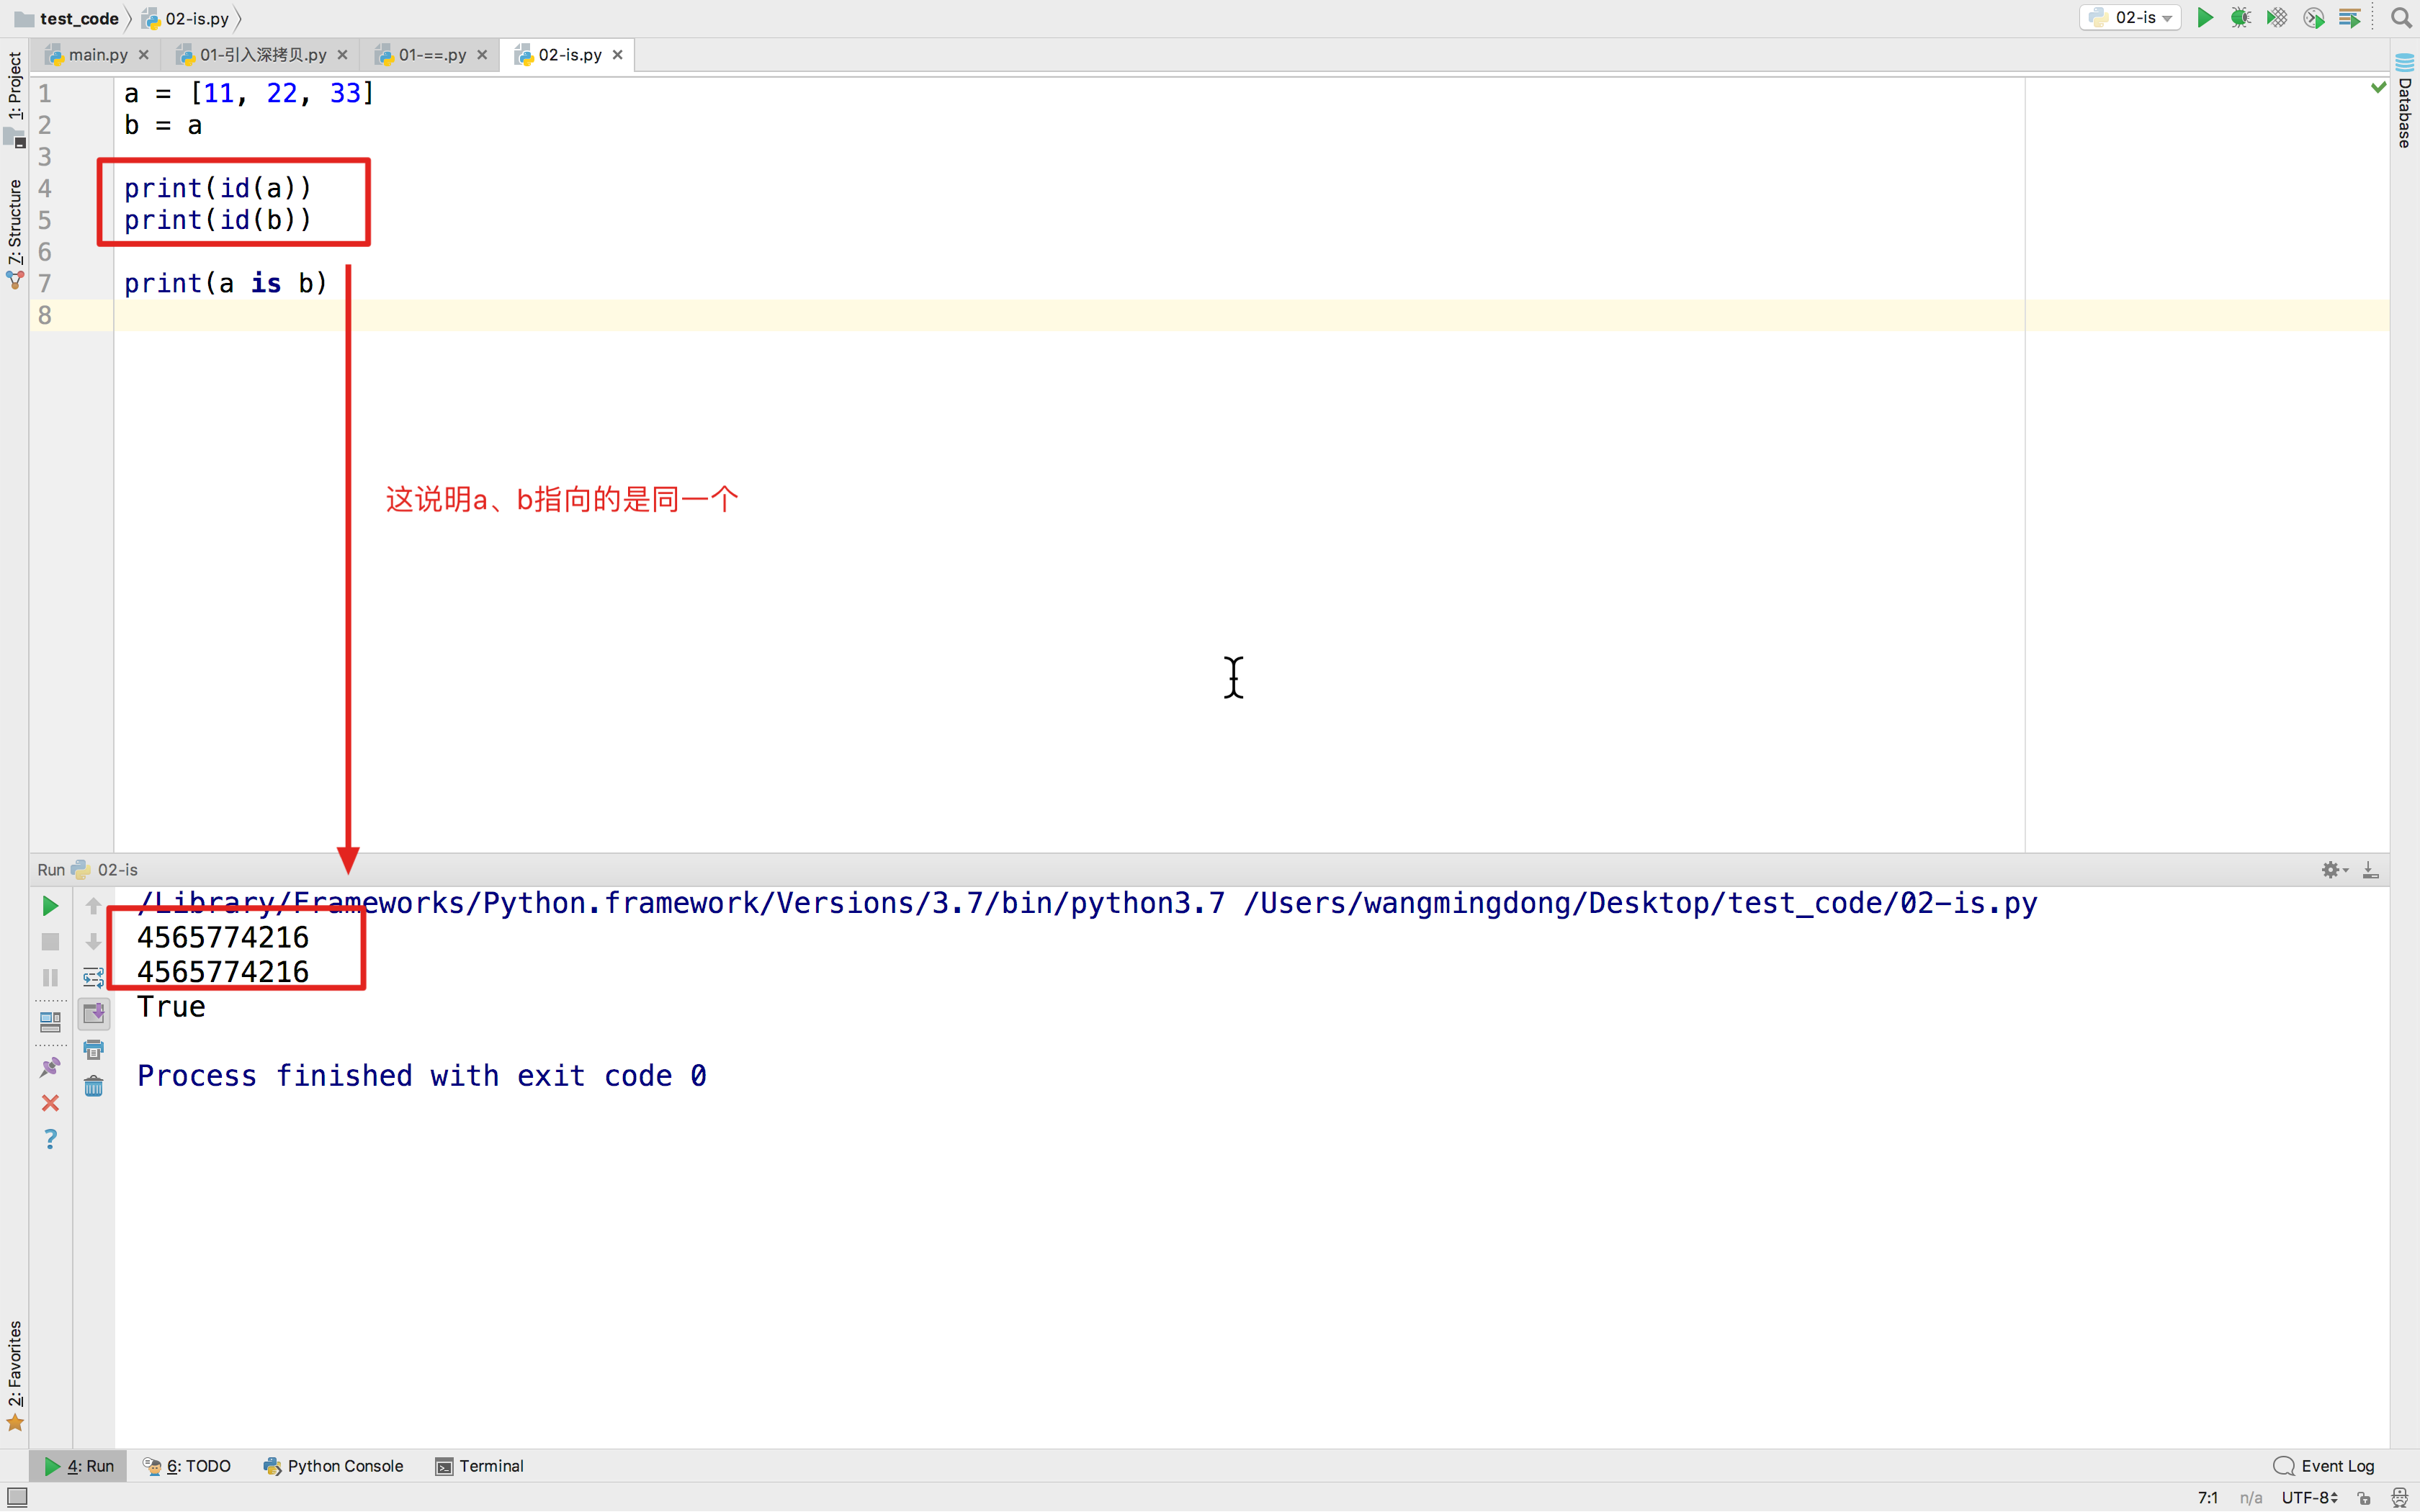 test_code
02-is.py
02-is
main.py
01-引入深拷贝.py
01-==.py
02-is.py
1: Project
7: Structure
Database
1 a = [11, 22, 33]
2 b = a
3
4 print(id(a))
5 print(id(b))
6
7 print(a is b)
8
这说明a、b指向的是同一个
Run 02-is
/Library/Frameworks/Python.framework/Versions/3.7/bin/python3.7 /Users/wangmingdong/Desktop/test_code/02-is.py
4565774216
4565774216
True
Process finished with exit code 0
2: Favorites
4: Run
6: TODO
Python Console
Terminal
Event Log
7:1
n/a
UTF-8